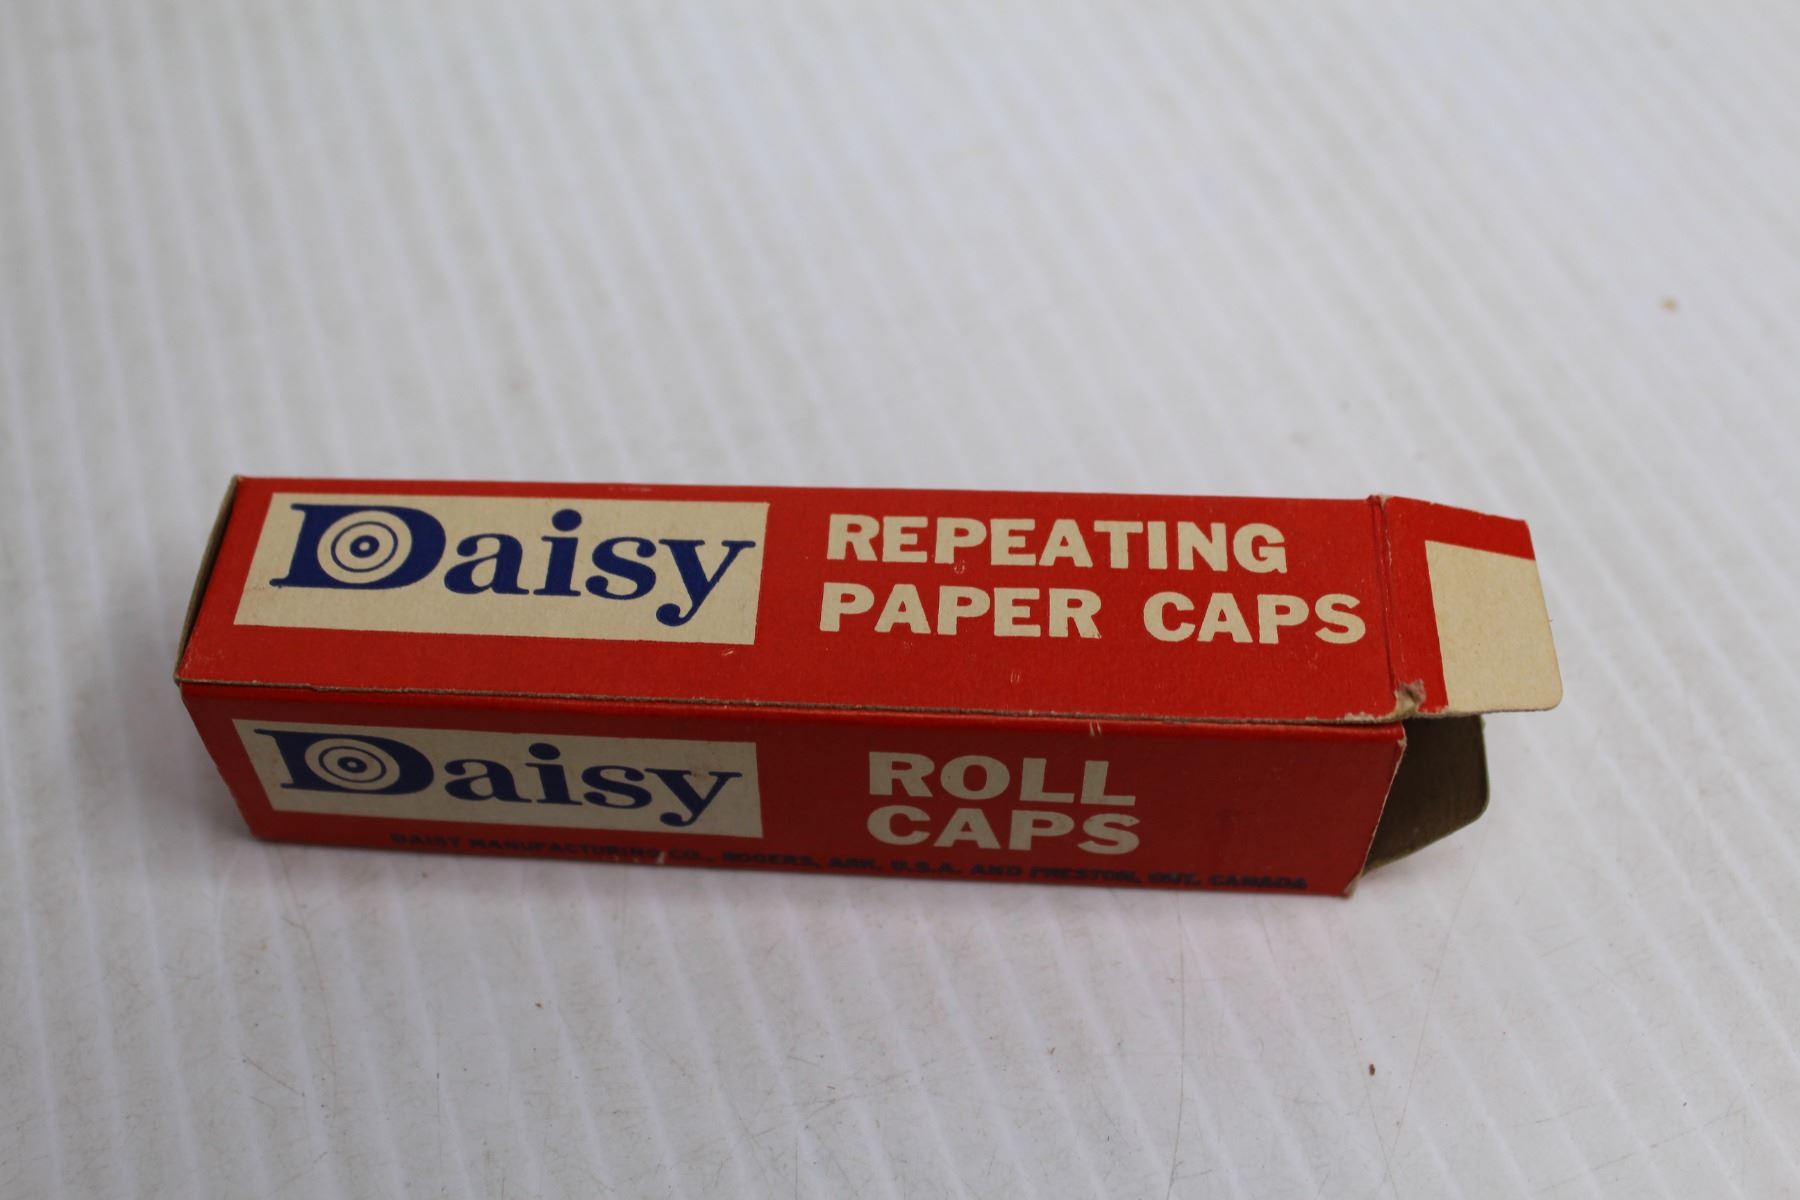 Daisy
REPEATING
PAPER CAPS
Daisy
ROLL
CAPS
DAISY MANUFACTURING CO., ROGERS, ARK. U.S.A. AND PRESTON, ONT. CANADA